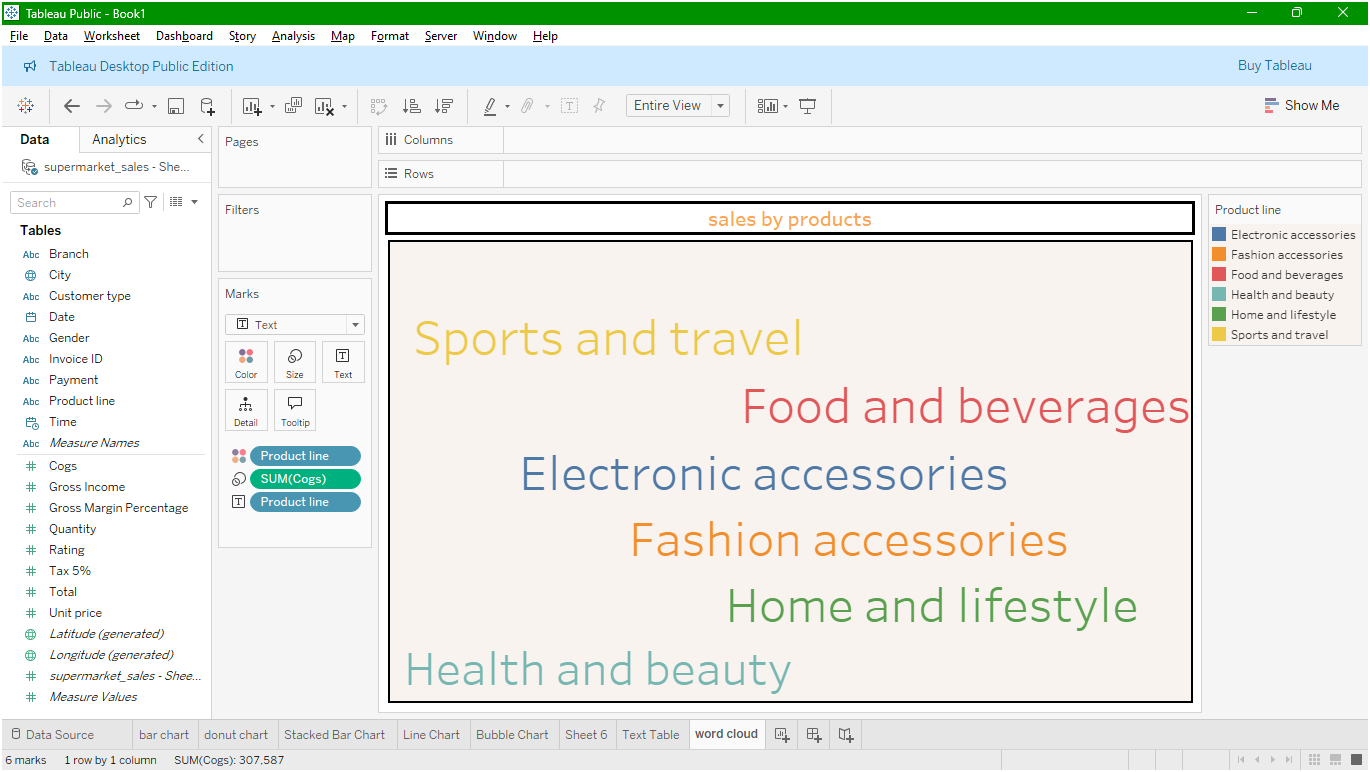 Tableau Public - Book1
File Data Worksheet Dashboard Story Analysis Map Format Server Window Help
Tableau Desktop Public Edition
Buy Tableau
Entire View
Show Me
Data
Analytics
supermarket_sales - She...
Search
Tables
Abc Branch
City
Abc Customer type
Date
Abc Gender
Abc Invoice ID
Abc Payment
Abc Product line
Time
Abc Measure Names
Cogs
Gross Income
Gross Margin Percentage
Quantity
Rating
Tax 5%
Total
Unit price
Latitude (generated)
Longitude (generated)
supermarket_sales - Shee...
Measure Values
Pages
Filters
Marks
Text
Color Size Text
Detail Tooltip
Product line
SUM(Cogs)
Product line
Columns
Rows
sales by products
Sports and travel
Food and beverages
Electronic accessories
Fashion accessories
Home and lifestyle
Health and beauty
Product line
Electronic accessories
Fashion accessories
Food and beverages
Health and beauty
Home and lifestyle
Sports and travel
Data Source bar chart donut chart Stacked Bar Chart Line Chart Bubble Chart Sheet 6 Text Table word cloud
6 marks 1 row by 1 column SUM(Cogs): 307,587